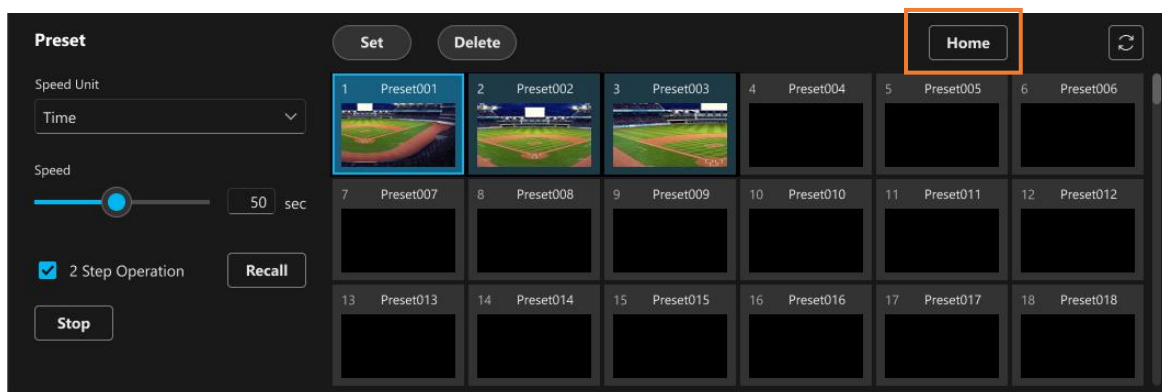 Preset
Set
Delete
Home
Speed Unit
Time
Speed
50 sec
2 Step Operation
Recall
Stop
1 Preset001
2 Preset002
3 Preset003
4 Preset004
5 Preset005
6 Preset006
7 Preset007
8 Preset008
9 Preset009
10 Preset010
11 Preset011
12 Preset012
13 Preset013
14 Preset014
15 Preset015
16 Preset016
17 Preset017
18 Preset018